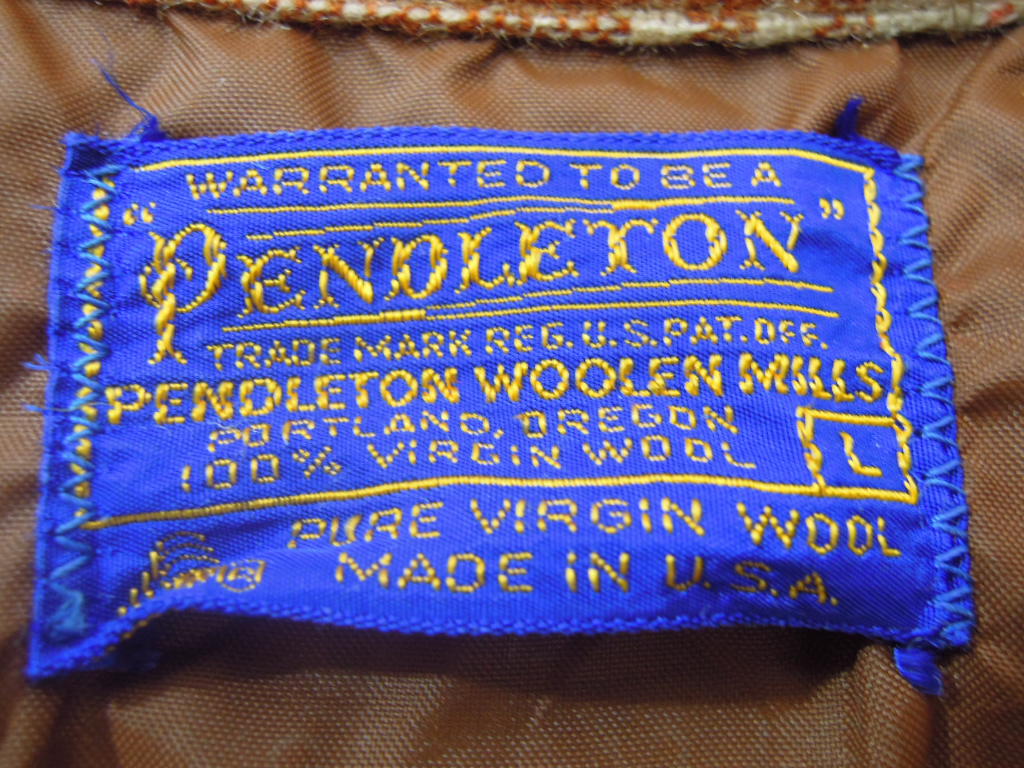 WARRANTED TO BE A
"PENDLETON"
TRADE MARK REG. U.S. PAT. OFF.
PENDLETON WOOLEN MILLS
PORTLAND, OREGON
100% VIRGIN WOOL
L
PURE VIRGIN WOOL
MADE IN U.S.A.